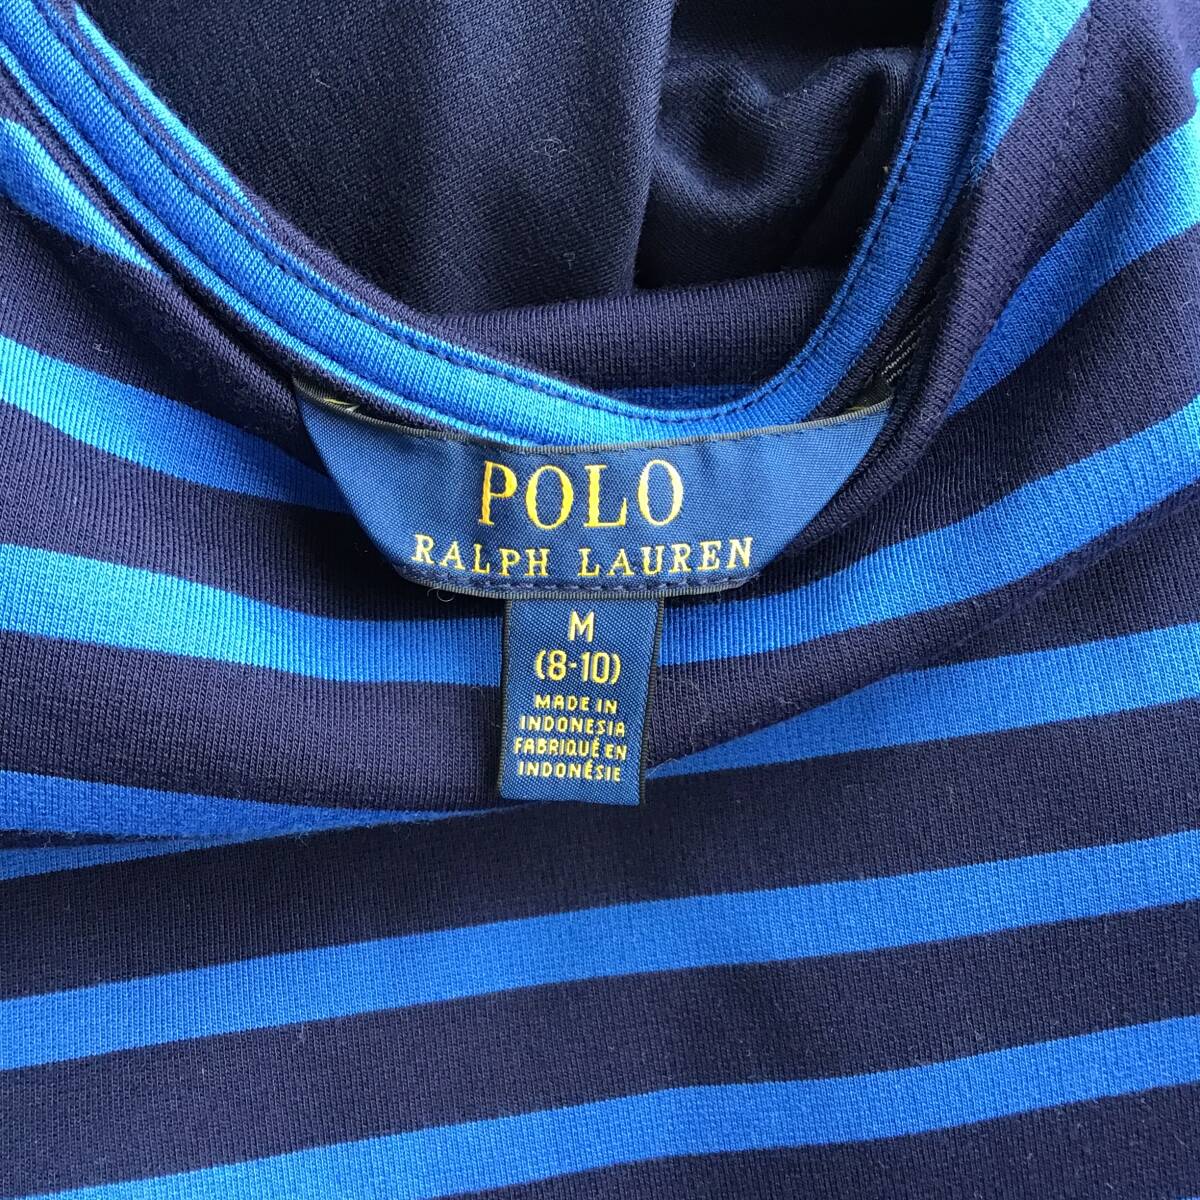 POLO
RALPH LAUREN
M
(8-10)
MADE IN
INDONESIA
FABRIQUÉ EN
INDONÉSIE